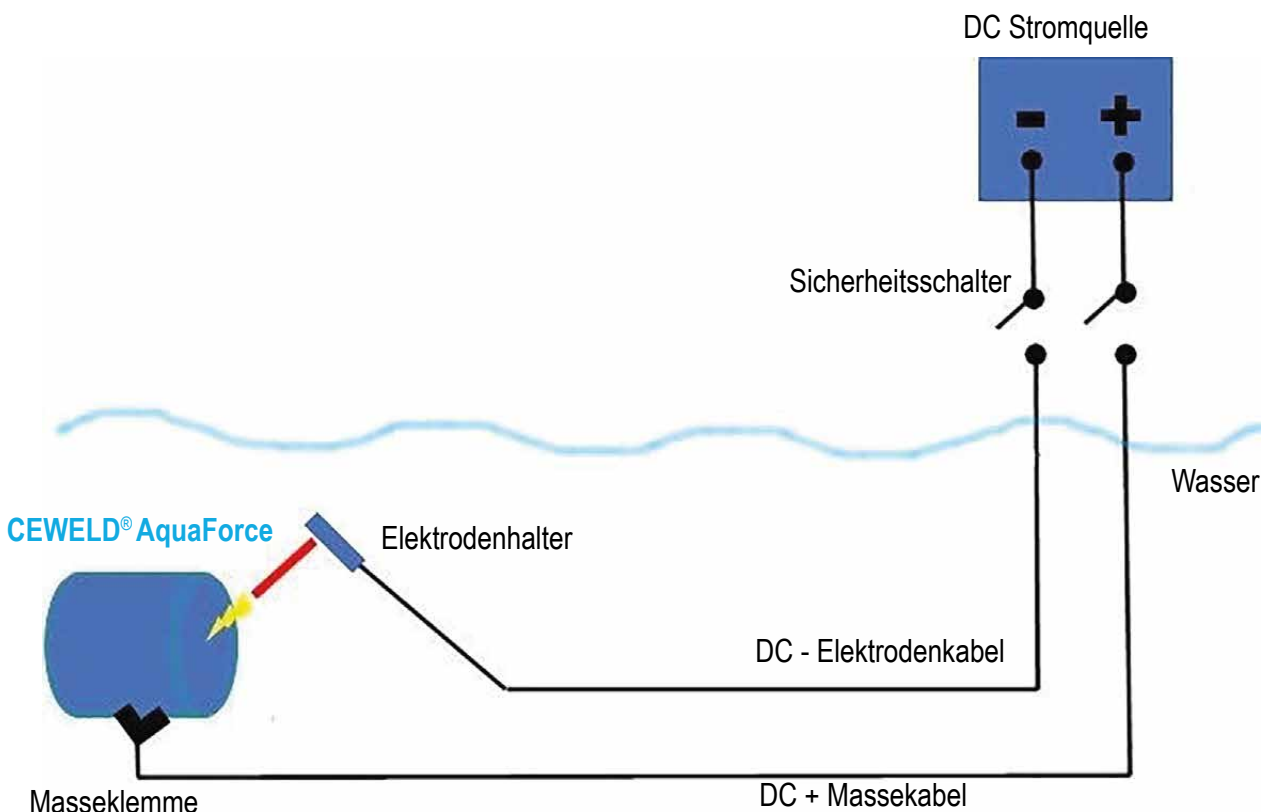 DC Stromquelle
- +
Sicherheitsschalter
Wasser
CEWELD® AquaForce
Elektrodenhalter
DC - Elektrodenkabel
DC + Massekabel
Masseklemme